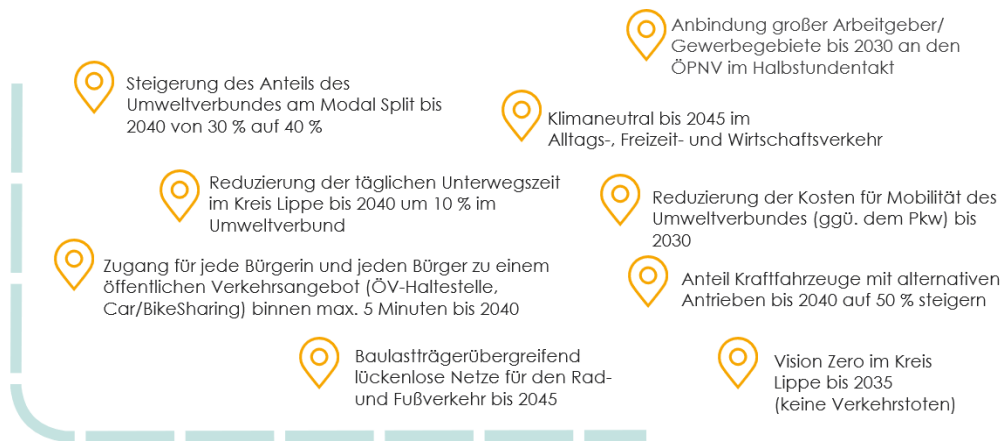 Anbindung großer Arbeitgeber/
Gewerbegebiete bis 2030 an den
ÖPNV im Halbstundentakt
Steigerung des Anteils des
Umweltverbundes am Modal Split bis
2040 von 30 % auf 40 %
Klimaneutral bis 2045 im
Alltags-, Freizeit- und Wirtschaftsverkehr
Reduzierung der täglichen Unterwegszeit
im Kreis Lippe bis 2040 um 10 % im
Umweltverbund
Reduzierung der Kosten für Mobilität des
Umweltverbundes (ggü. dem Pkw) bis
2030
Zugang für jede Bürgerin und jeden Bürger zu einem
öffentlichen Verkehrsangebot (ÖV-Haltestelle,
Car/BikeSharing) binnen max. 5 Minuten bis 2040
Anteil Kraftfahrzeuge mit alternativen
Antrieben bis 2040 auf 50 % steigern
Baulastträgerübergreifend
lückenlose Netze für den Rad-
und Fußverkehr bis 2045
Vision Zero im Kreis
Lippe bis 2035
(keine Verkehrstoten)